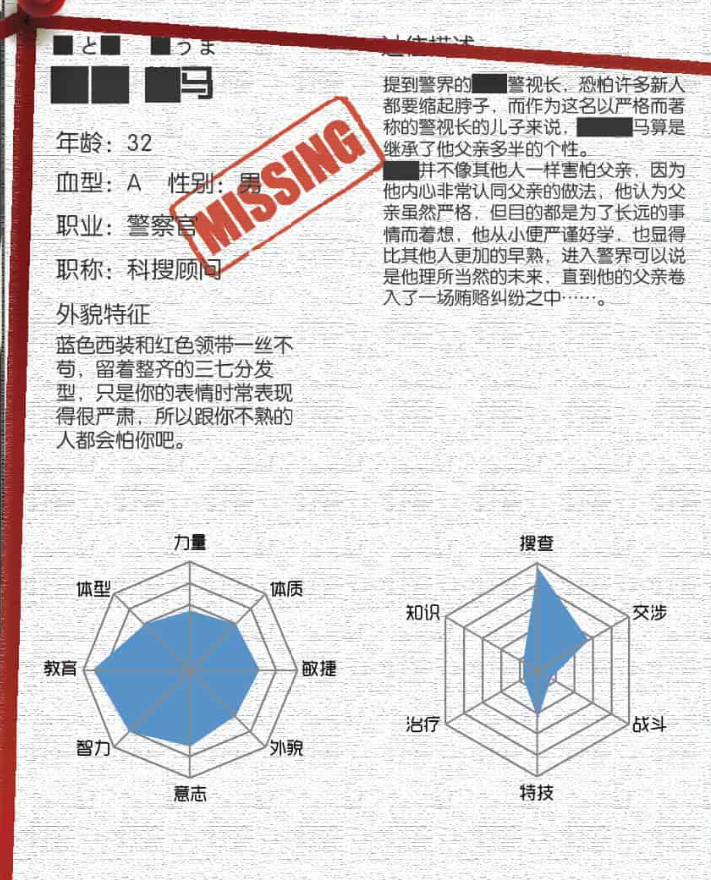 ■と■ ■うま
■■ ■马
年龄：32
血型：A 性别：男
职业：警察官
职称：科搜顾问
MISSING
外貌特征
蓝色西装和红色领带一丝不
苟，留着整齐的三七分发
型，只是你的表情时常表现
得很严肃，所以跟你不熟的
人都会怕你吧。
过往描述
提到警界的■■警视长，恐怕许多新人
都要缩起脖子，而作为这名以严格而著
称的警视长的儿子来说，■■■马算是
继承了他父亲多半的个性。
■■并不像其他人一样害怕父亲，因为
他内心非常认同父亲的做法，他认为父
亲虽然严格，但目的都是为了长远的事
情而着想，他从小便严谨好学，也显得
比其他人更加的早熟，进入警界可以说
是他理所当然的未来，直到他的父亲卷
入了一场贿赂纠纷之中……。
力量
体型 体质
教育 敏捷
智力 外貌
意志
搜查
知识 交涉
治疗 战斗
特技